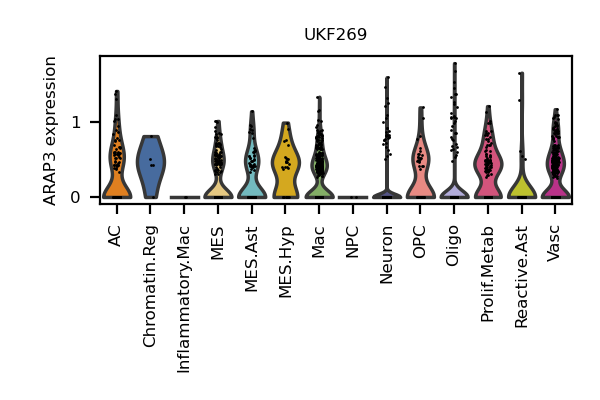 UKF269
ARAP3 expression
1
0
AC
Chromatin.Reg
Inflammatory.Mac
MES
MES.Ast
MES.Hyp
Mac
NPC
Neuron
OPC
Oligo
Prolif.Metab
Reactive.Ast
Vasc